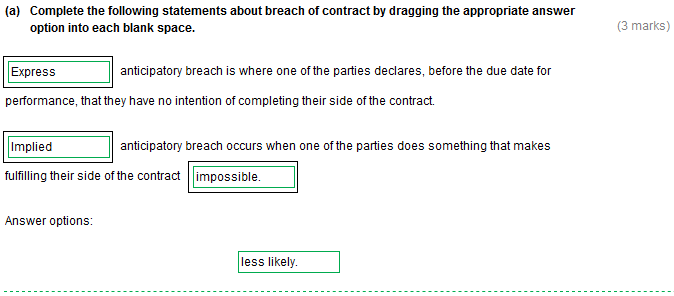 (a) Complete the following statements about breach of contract by dragging the appropriate answer
option into each blank space.
(3 marks)
Express anticipatory breach is where one of the parties declares, before the due date for
performance, that they have no intention of completing their side of the contract.
Implied anticipatory breach occurs when one of the parties does something that makes
fulfilling their side of the contract impossible.
Answer options:
less likely.